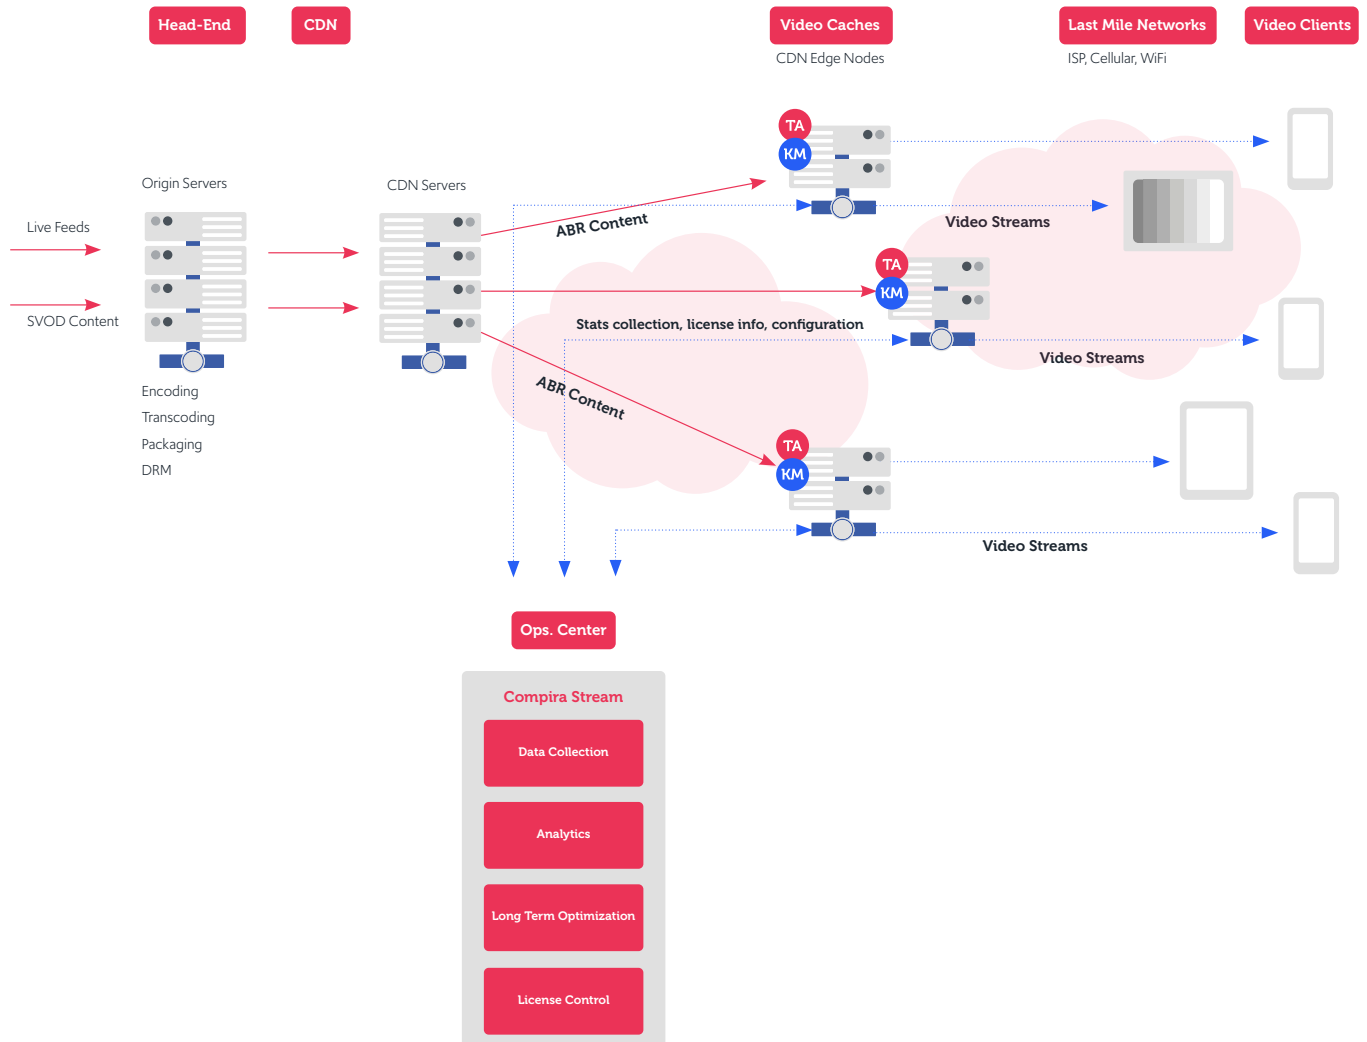 Head-End
CDN
Video Caches
Last Mile Networks
Video Clients
CDN Edge Nodes
ISP, Cellular, WiFi
TA
KM
Origin Servers
CDN Servers
Live Feeds
ABR Content
Video Streams
TA
KM
SVOD Content
Stats collection, license info, configuration
Video Streams
ABR Content
Encoding
Transcoding
Packaging
DRM
TA
KM
Video Streams
Ops. Center
Compira Stream
Data Collection
Analytics
Long Term Optimization
License Control